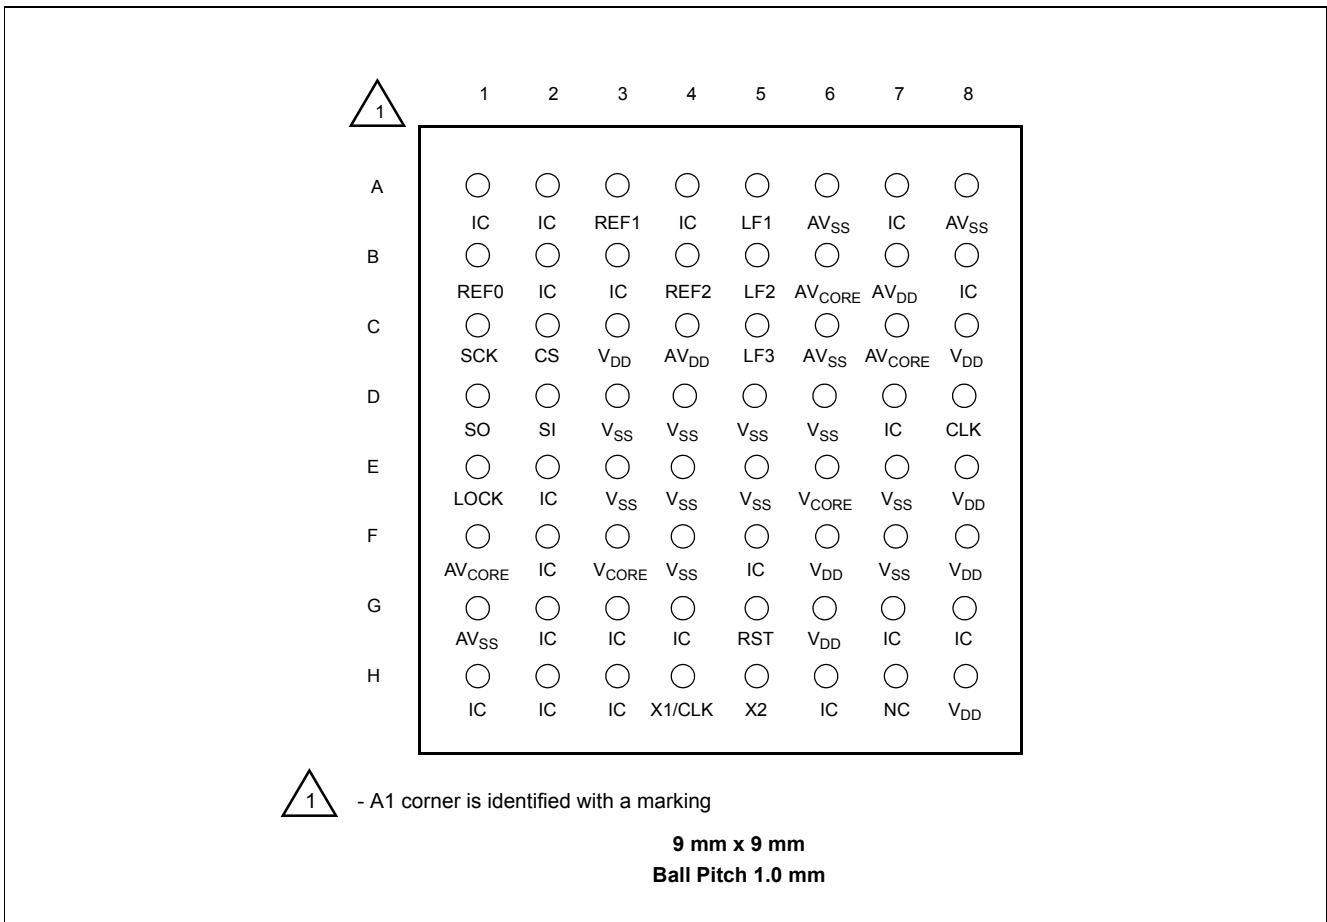 1 1 2 3 4 5 6 7 8
A
IC IC REF1 IC LF1 AVSS IC AVSS
B
REF0 IC IC REF2 LF2 AVCORE AVDD IC
C
SCK CS VDD AVDD LF3 AVSS AVCORE VDD
D
SO SI VSS VSS VSS VSS IC CLK
E
LOCK IC VSS VSS VSS VCORE VSS VDD
F
AVCORE IC VCORE VSS IC VDD VSS VDD
G
AVSS IC IC IC RST VDD IC IC
H
IC IC IC X1/CLK X2 IC NC VDD
1 - A1 corner is identified with a marking
9 mm x 9 mm
Ball Pitch 1.0 mm